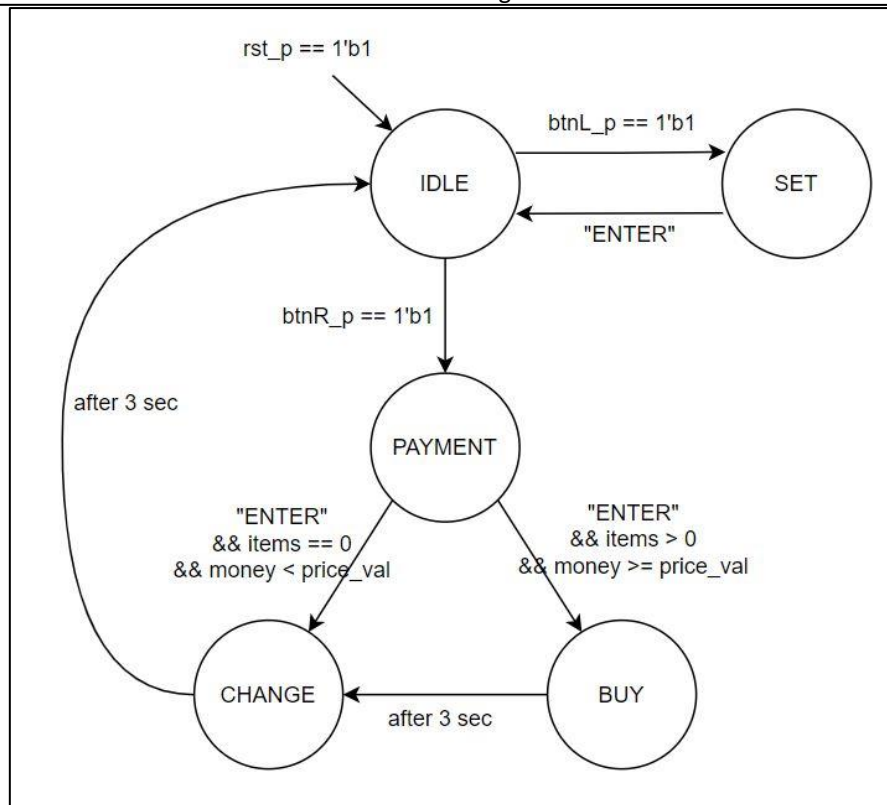 rst_p == 1'b1
btnL_p == 1'b1
IDLE
SET
"ENTER"
btnR_p == 1'b1
after 3 sec
PAYMENT
"ENTER"
&& items == 0
&& money < price_val
"ENTER"
&& items > 0
&& money >= price_val
CHANGE
BUY
after 3 sec